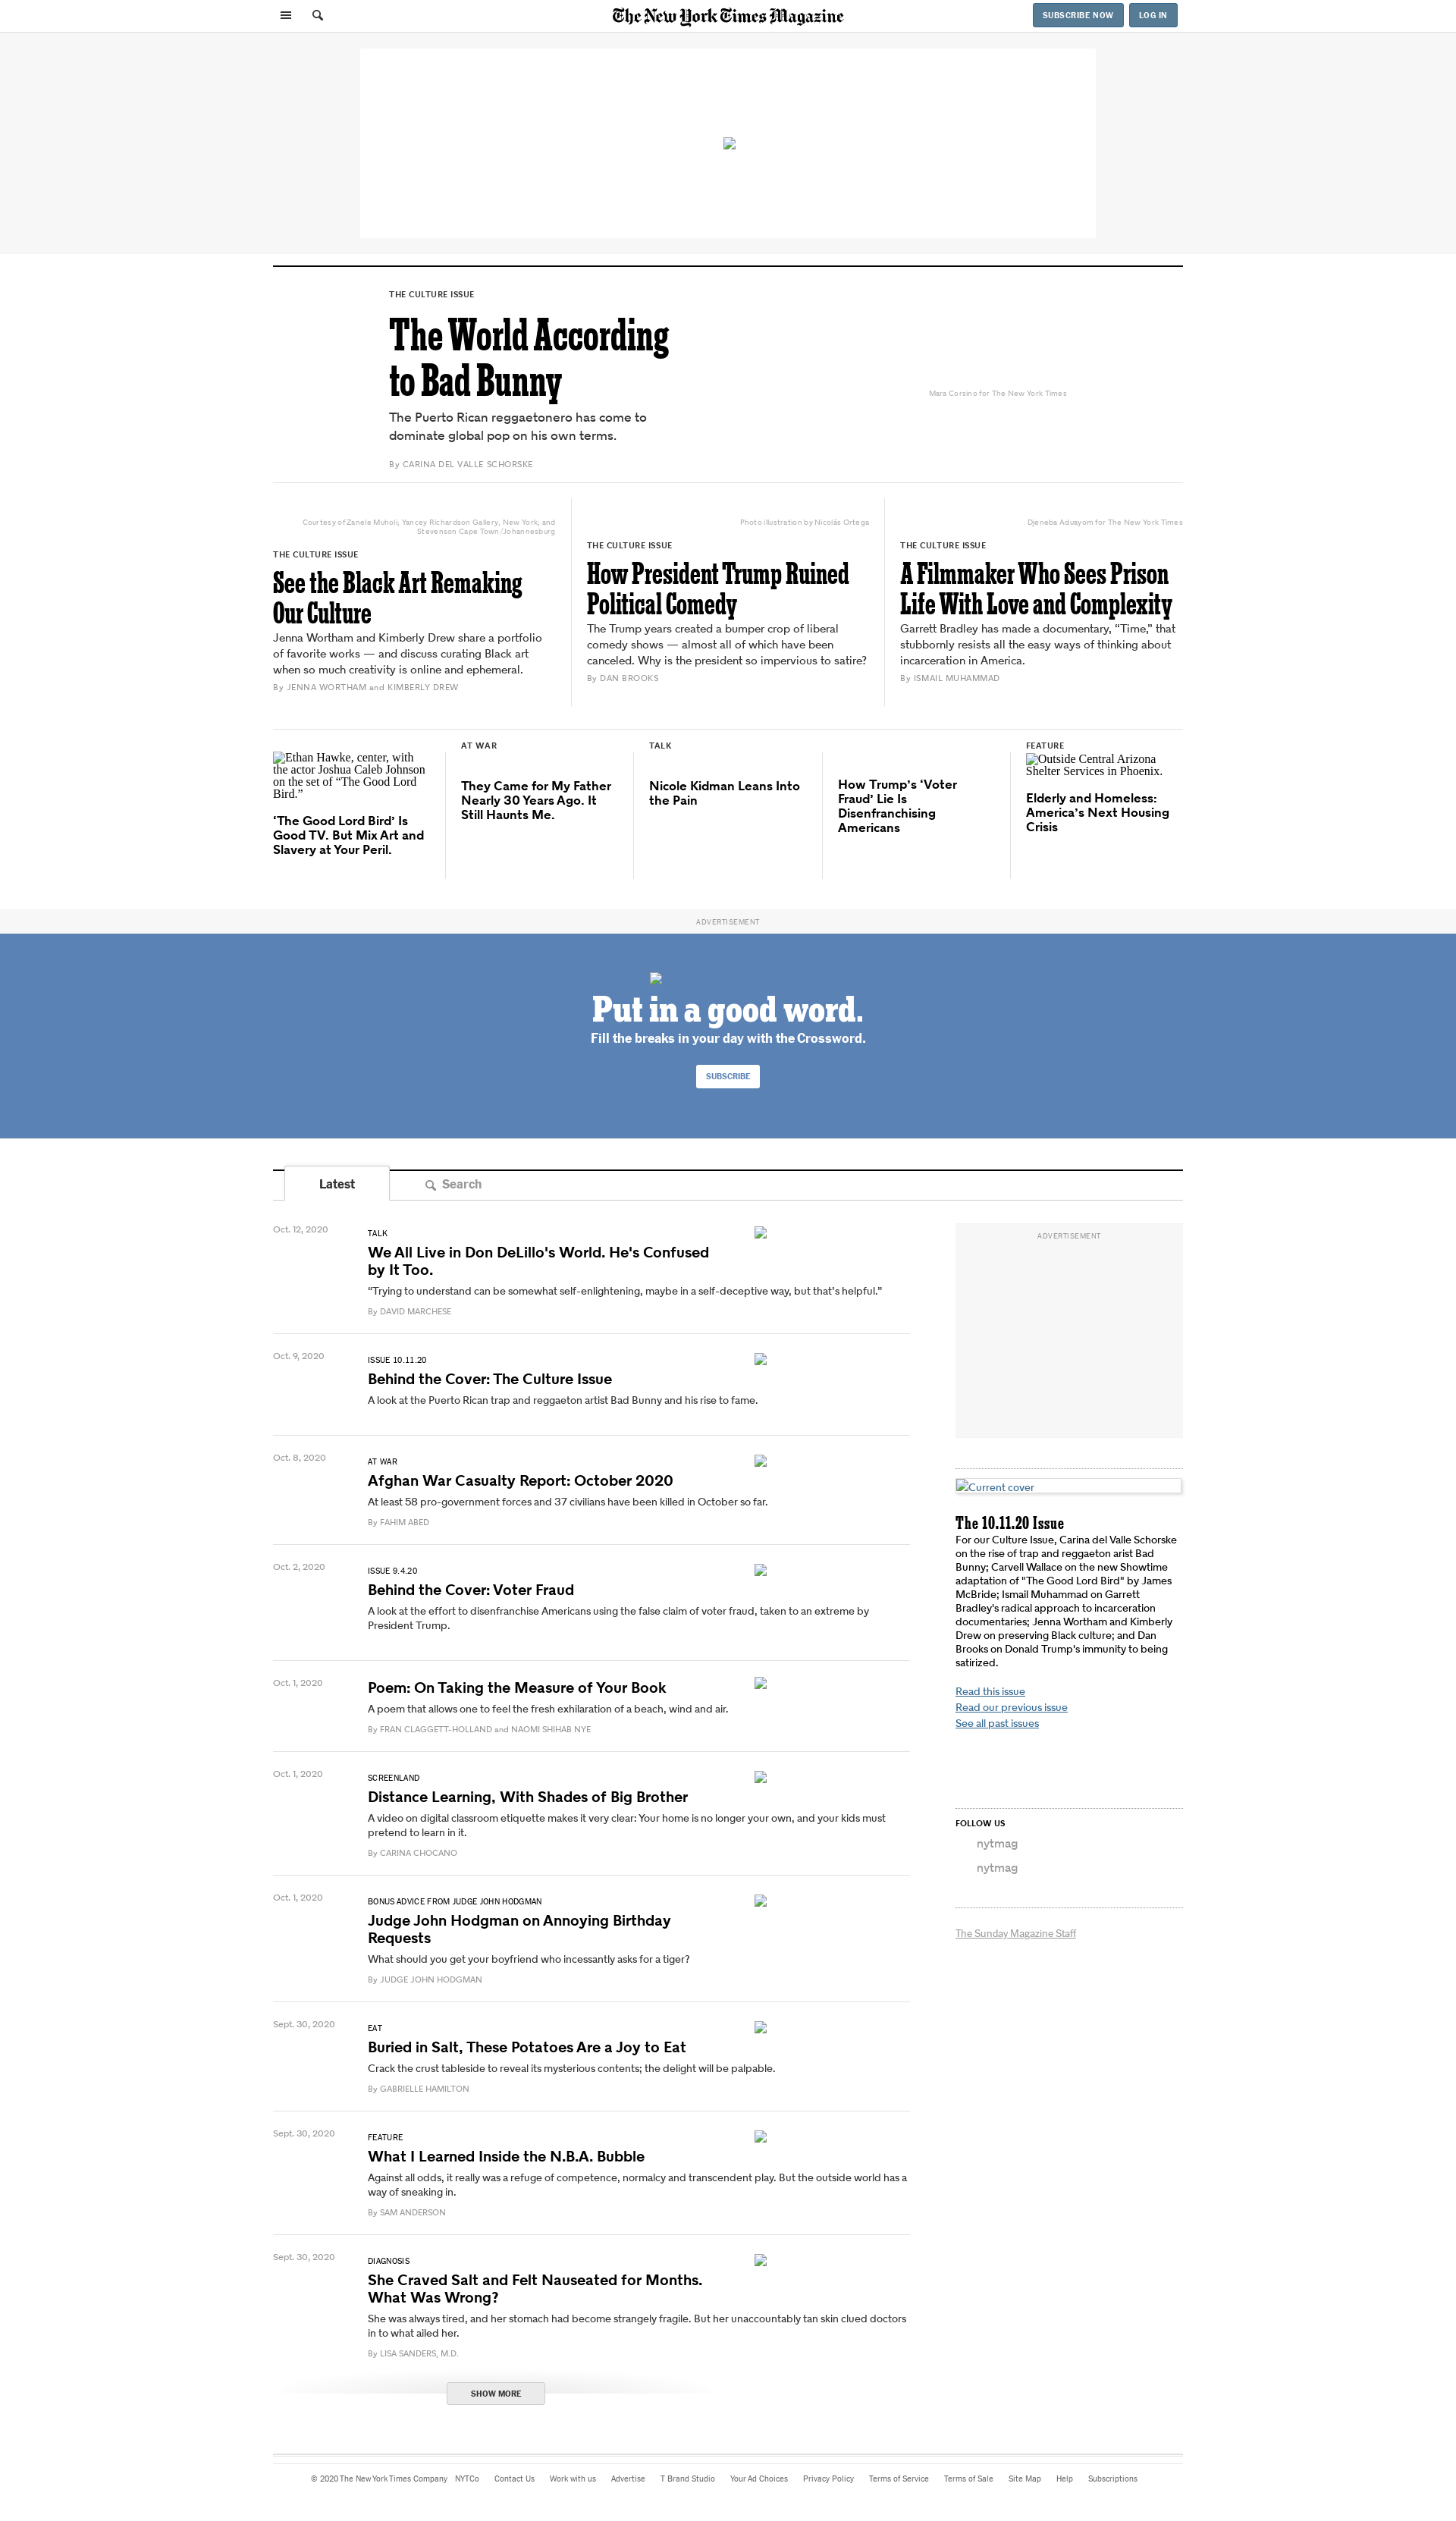 The New York Times Magazine
SUBSCRIBE NOW
LOG IN
THE CULTURE ISSUE
The World According
to Bad Bunny
The Puerto Rican reggaetonero has come to
dominate global pop on his own terms.
By CARINA DEL VALLE SCHORSKE
Mara Corsino for The New York Times
Courtesy of Zanele Muholi; Yancey Richardson Gallery, New York; and
Stevenson Cape Town/Johannesburg
THE CULTURE ISSUE
See the Black Art Remaking
Our Culture
Jenna Wortham and Kimberly Drew share a portfolio
of favorite works — and discuss curating Black art
when so much creativity is online and ephemeral.
By JENNA WORTHAM and KIMBERLY DREW
Photo illustration by Nicolás Ortega
THE CULTURE ISSUE
How President Trump Ruined
Political Comedy
The Trump years created a bumper crop of liberal
comedy shows — almost all of which have been
canceled. Why is the president so impervious to satire?
By DAN BROOKS
Djeneba Aduayom for The New York Times
THE CULTURE ISSUE
A Filmmaker Who Sees Prison
Life With Love and Complexity
Garrett Bradley has made a documentary, “Time,” that
stubbornly resists all the easy ways of thinking about
incarceration in America.
By ISMAIL MUHAMMAD
Ethan Hawke, center, with
the actor Joshua Caleb Johnson
on the set of “The Good Lord
Bird.”
‘The Good Lord Bird’ Is
Good TV. But Mix Art and
Slavery at Your Peril.
AT WAR
They Came for My Father
Nearly 30 Years Ago. It
Still Haunts Me.
TALK
Nicole Kidman Leans Into
the Pain
How Trump’s ‘Voter
Fraud’ Lie Is
Disenfranchising
Americans
FEATURE
Outside Central Arizona
Shelter Services in Phoenix.
Elderly and Homeless:
America’s Next Housing
Crisis
ADVERTISEMENT
Put in a good word.
Fill the breaks in your day with the Crossword.
SUBSCRIBE
Latest
Search
Oct. 12, 2020
TALK
We All Live in Don DeLillo's World. He's Confused
by It Too.
“Trying to understand can be somewhat self-enlightening, maybe in a self-deceptive way, but that’s helpful.”
By DAVID MARCHESE
Oct. 9, 2020
ISSUE 10.11.20
Behind the Cover: The Culture Issue
A look at the Puerto Rican trap and reggaeton artist Bad Bunny and his rise to fame.
Oct. 8, 2020
AT WAR
Afghan War Casualty Report: October 2020
At least 58 pro-government forces and 37 civilians have been killed in October so far.
By FAHIM ABED
Oct. 2, 2020
ISSUE 9.4.20
Behind the Cover: Voter Fraud
A look at the effort to disenfranchise Americans using the false claim of voter fraud, taken to an extreme by
President Trump.
Oct. 1, 2020
Poem: On Taking the Measure of Your Book
A poem that allows one to feel the fresh exhilaration of a beach, wind and air.
By FRAN CLAGGETT-HOLLAND and NAOMI SHIHAB NYE
Oct. 1, 2020
SCREENLAND
Distance Learning, With Shades of Big Brother
A video on digital classroom etiquette makes it very clear: Your home is no longer your own, and your kids must
pretend to learn in it.
By CARINA CHOCANO
Oct. 1, 2020
BONUS ADVICE FROM JUDGE JOHN HODGMAN
Judge John Hodgman on Annoying Birthday
Requests
What should you get your boyfriend who incessantly asks for a tiger?
By JUDGE JOHN HODGMAN
Sept. 30, 2020
EAT
Buried in Salt, These Potatoes Are a Joy to Eat
Crack the crust tableside to reveal its mysterious contents; the delight will be palpable.
By GABRIELLE HAMILTON
Sept. 30, 2020
FEATURE
What I Learned Inside the N.B.A. Bubble
Against all odds, it really was a refuge of competence, normalcy and transcendent play. But the outside world has a
way of sneaking in.
By SAM ANDERSON
Sept. 30, 2020
DIAGNOSIS
She Craved Salt and Felt Nauseated for Months.
What Was Wrong?
She was always tired, and her stomach had become strangely fragile. But her unaccountably tan skin clued doctors
in to what ailed her.
By LISA SANDERS, M.D.
SHOW MORE
ADVERTISEMENT
Current cover
The 10.11.20 Issue
For our Culture Issue, Carina del Valle Schorske
on the rise of trap and reggaeton arist Bad
Bunny; Carvell Wallace on the new Showtime
adaptation of "The Good Lord Bird" by James
McBride; Ismail Muhammad on Garrett
Bradley's radical approach to incarceration
documentaries; Jenna Wortham and Kimberly
Drew on preserving Black culture; and Dan
Brooks on Donald Trump's immunity to being
satirized.
Read this issue
Read our previous issue
See all past issues
FOLLOW US
nytmag
nytmag
The Sunday Magazine Staff
© 2020 The New York Times Company NYTCo Contact Us Work with us Advertise T Brand Studio Your Ad Choices Privacy Policy Terms of Service Terms of Sale Site Map Help Subscriptions